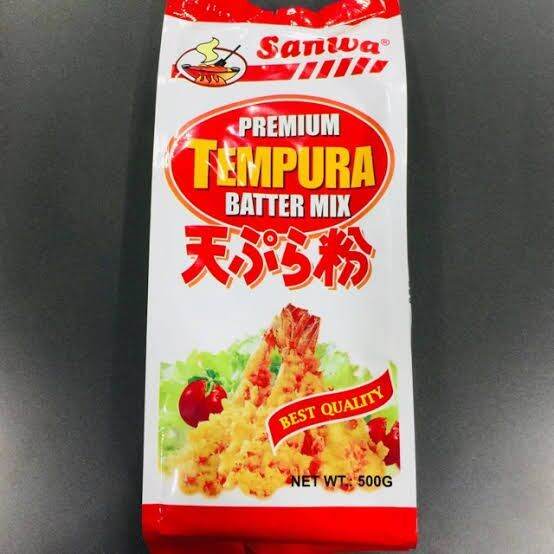 Sanwa®
PREMIUM
TEMPURA
BATTER MIX
天ぷら粉
BEST QUALITY
NET WT.: 500G